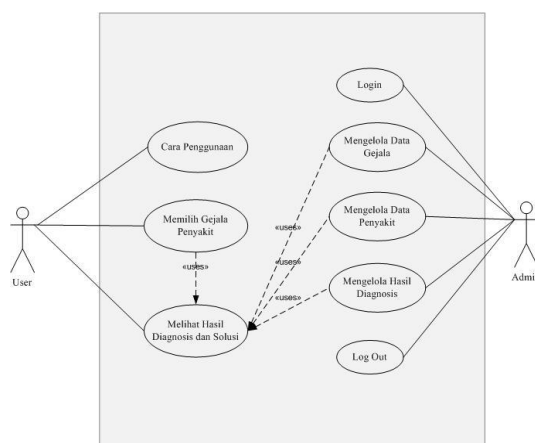 Login
Mengelola Data
Gejala
Cara Penggunaan
Memilih Gejala
Penyakit
Mengelola Data
Penyakit
«uses»
«uses»
User
Admi
Mengelola Hasil
Diagnosis
«uses»
«uses»
Melihat Hasil
Diagnosis dan Solusi
Log Out